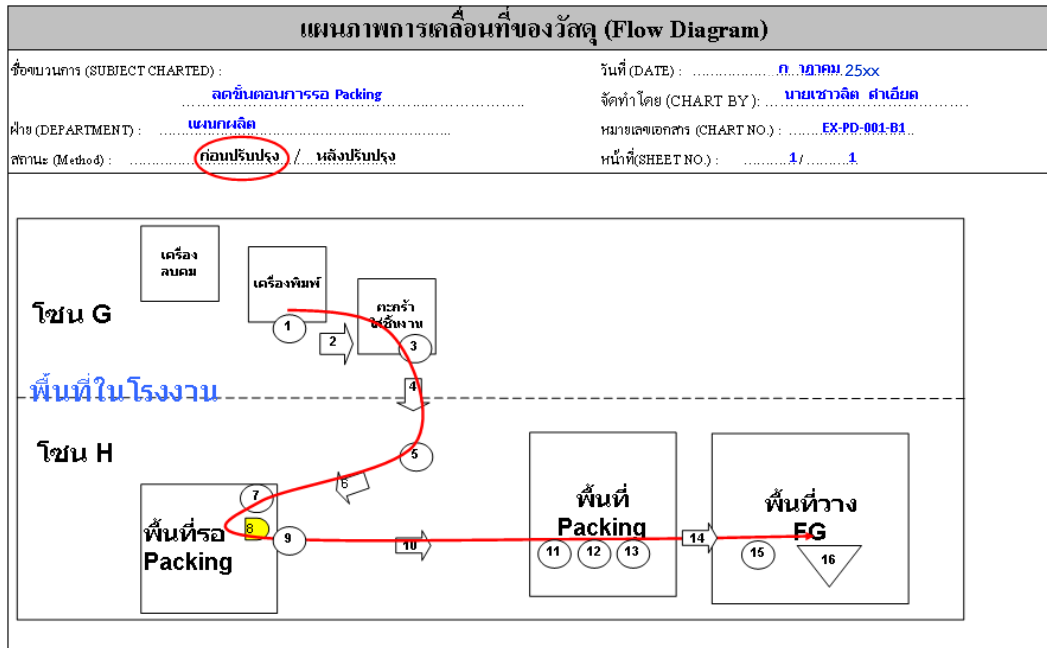 แผนภาพการเคลื่อนที่ของวัสดุ (Flow Diagram)
ชื่อขบวนการ (SUBJECT CHARTED) :
วันที่ (DATE) : 25xx
ลดขั้นตอนการรอ Packing
จัดทำโดย (CHART BY) : นายเชาวลิต
ฝ่าย (DEPARTMENT) : แผนกผลิต
หมายเลขเอกสาร (CHART NO.) : EX-PD-001-B1
สถานะ (Method) : ก่อนปรับปรุง / หลังปรับปรุง
หน้าที่(SHEET NO.) : 1 / 1
เครื่อง
ลบคม
เครื่องพิมพ์
ตะกร้า
ใส่ชิ้นงาน
โซน G
1
2
3
4
พื้นที่ในโรงงาน
โซน H
5
6
7
8
9
พื้นที่รอ
Packing
10
พื้นที่
Packing
11 12 13
14
พื้นที่วาง
FG
15
16